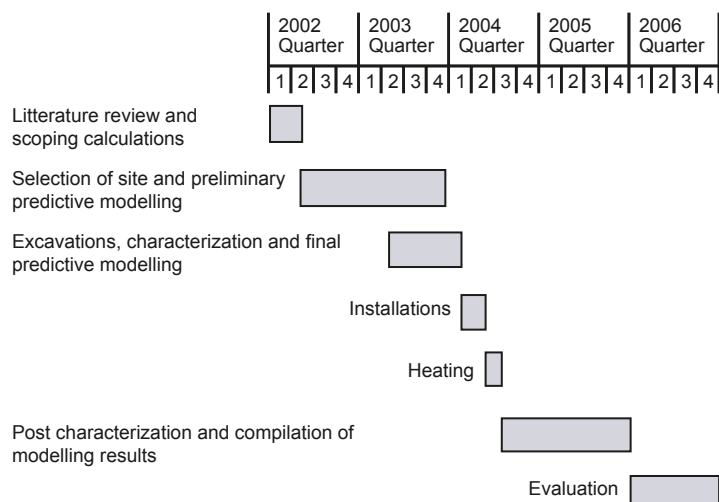 2002 2003 2004 2005 2006
Quarter Quarter Quarter Quarter Quarter
1 2 3 4 1 2 3 4 1 2 3 4 1 2 3 4 1 2 3 4
Litterature review and
scoping calculations
Selection of site and preliminary
predictive modelling
Excavations, characterization and final
predictive modelling
Installations
Heating
Post characterization and compilation of
modelling results
Evaluation